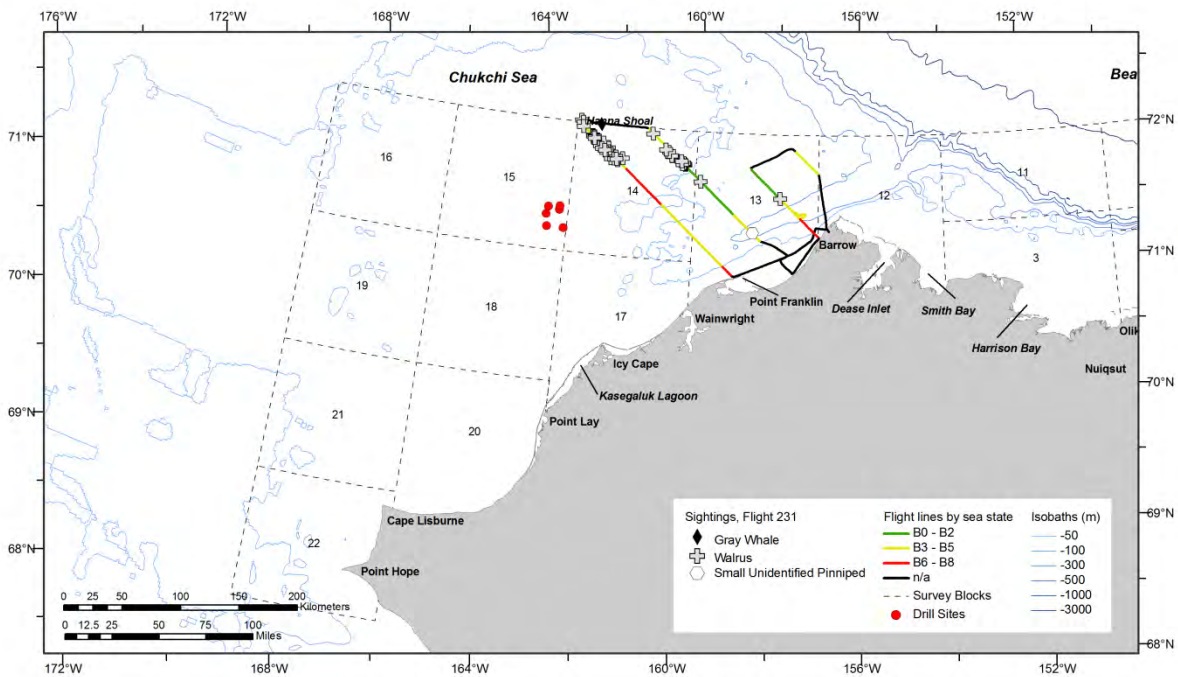 176°W
168°W
164°W
160°W
156°W
152°W
Chukchi Sea
Bea
72°N
71°N
Hanna Shoal
16
15
14
13
12
11
Barrow
71°N
3
70°N
19
18
17
Point Franklin
Wainwright
Dease Inlet
Smith Bay
Harrison Bay
Olik
Nuiqsut
Icy Cape
Kasegaluk Lagoon
70°N
69°N
21
20
Point Lay
Cape Lisburne
69°N
68°N
22
Point Hope
Sightings, Flight 231
Gray Whale
Walrus
Small Unidentified Pinniped
Flight lines by sea state
B0 - B2
B3 - B5
B6 - B8
n/a
Survey Blocks
Drill Sites
Isobaths (m)
-50
-100
-300
-500
-1000
-3000
0 12.5 25 50 75 100
Miles
0 25 50 100 150 200
Kilometers
68°N
172°W
168°W
164°W
160°W
156°W
152°W